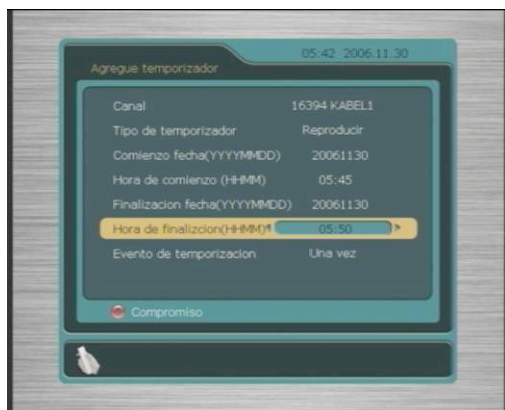 05:42 2006.11.30
Agregue temporizador
Canal 16394 KABEL1
Tipo de temporizador Reproducir
Comienzo fecha(YYYYMMDD) 20061130
Hora de comienzo (HHMM) 05:45
Finalizacion fecha(YYYYMMDD) 20061130
Hora de finalizcion(HHMM) 05:50
Evento de temporizacion Una vez
Compromiso